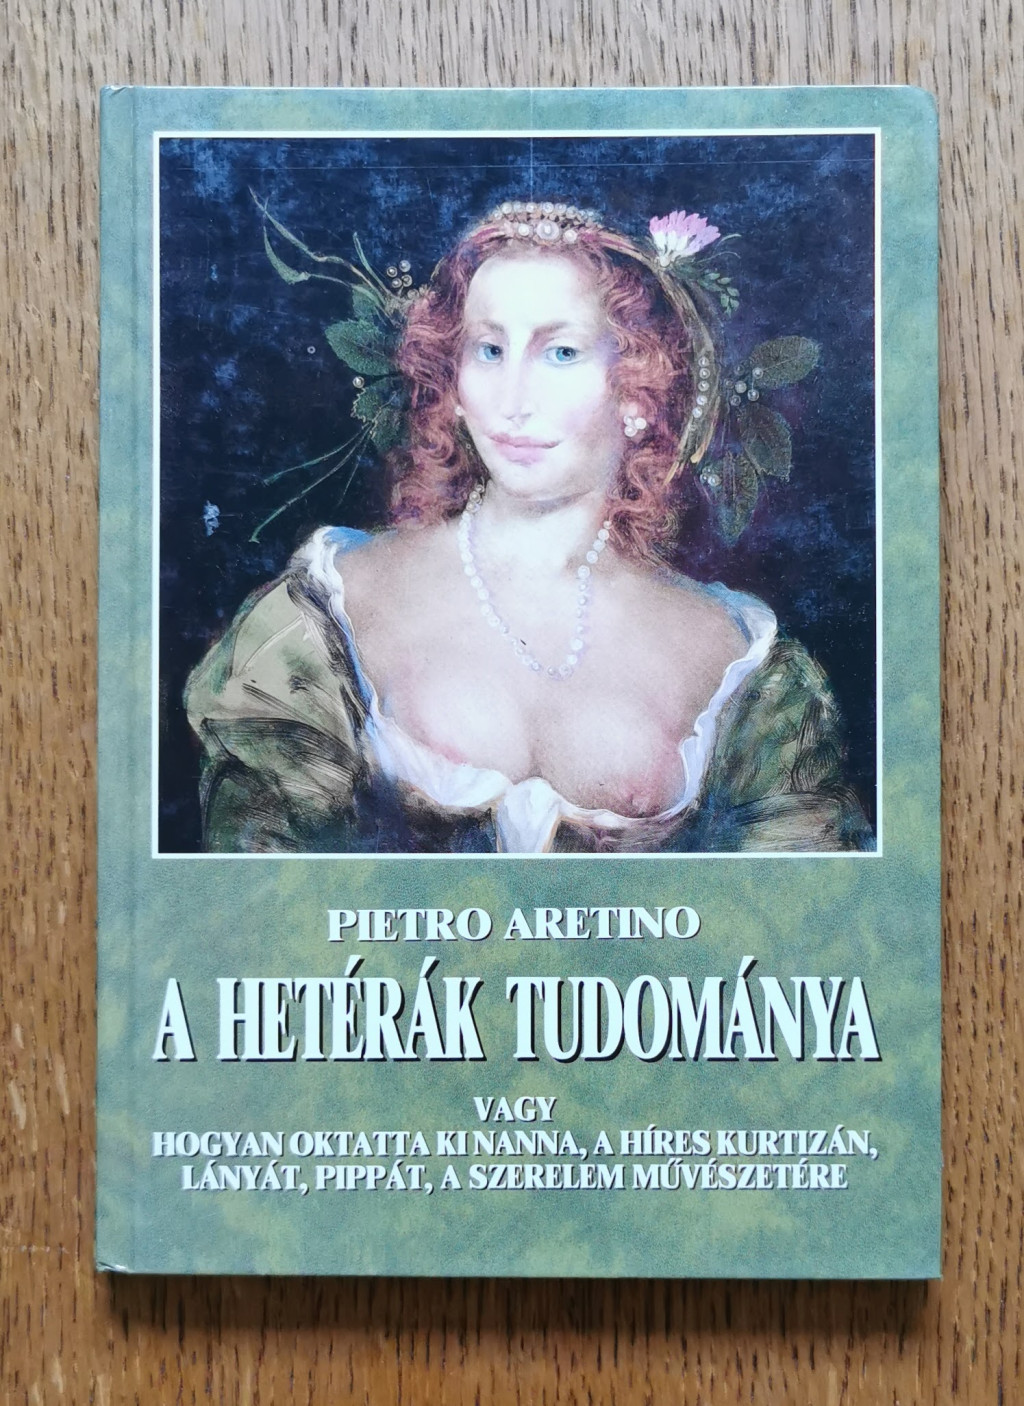 PIETRO ARETINO
A HETÉRÁK TUDOMÁNYA
VAGY
HOGYAN OKTATTA KI NANNA, A HÍRES KURTIZÁN,
LÁNYÁT, PIPPÁT, A SZERELEM MŰVÉSZETÉRE